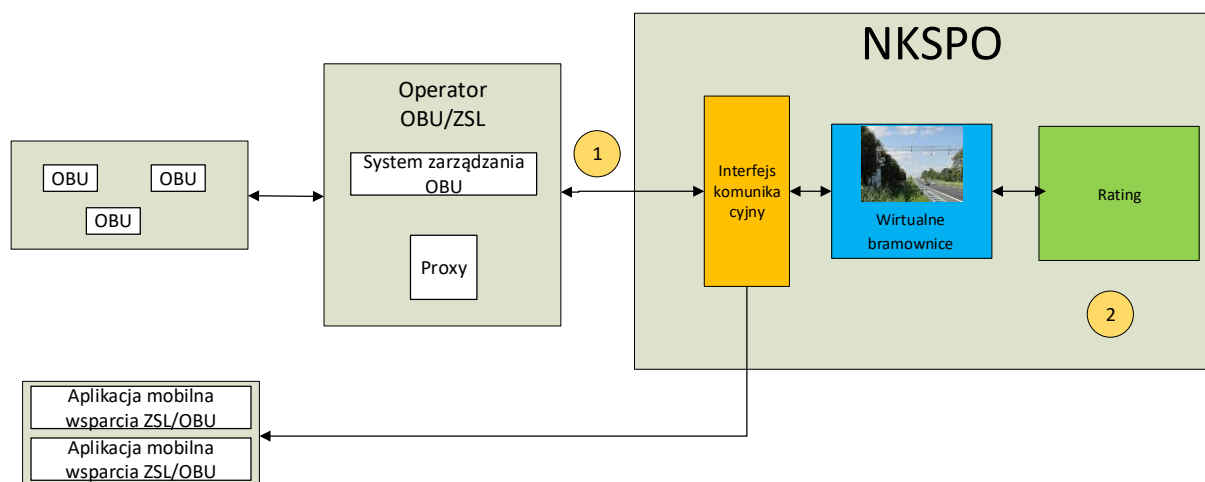 NKSPO
Operator
OBU/ZSL
System zarządzania
OBU
Proxy
OBU
OBU
OBU
1
Interfejs
komunika
cyjny
Wirtualne
bramownice
Rating
2
Aplikacja mobilna
wsparcia ZSL/OBU
Aplikacja mobilna
wsparcia ZSL/OBU